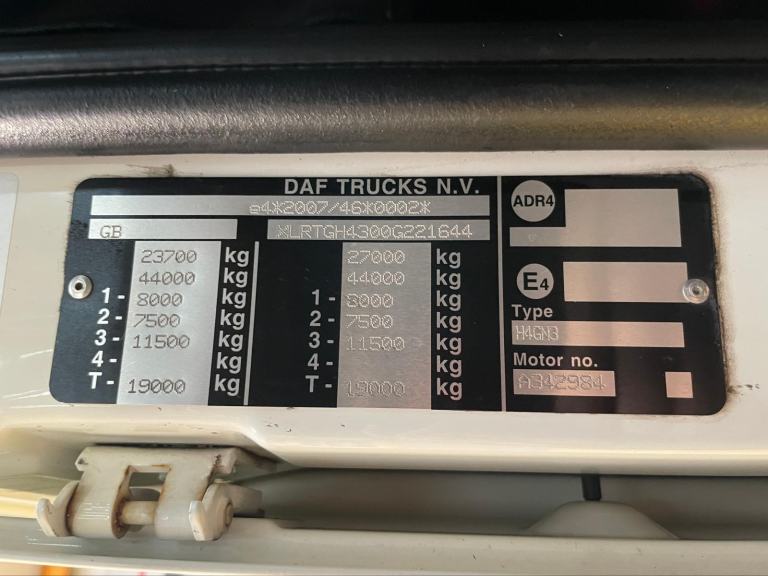 DAF TRUCKS N.V.
e4*2007/46*0002*
GB XLRTGH4300G221644
23700 kg 27000 kg
44000 kg 44000 kg
1- 8000 kg 1- 8000 kg
2- 7500 kg 2- 7500 kg
3- 11500 kg 3- 11500 kg
4- kg 4- kg
T- 19000 kg T- 19000 kg
ADR4
E4
Type
H4GN3
Motor no.
A342984